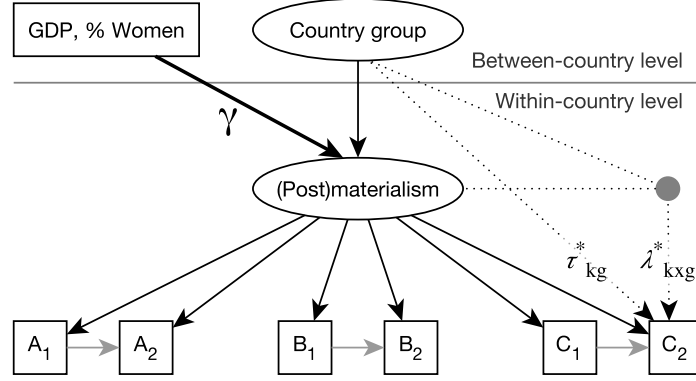 GDP, % Women
Country group
Between-country level
Within-country level
γ
(Post)materialism
τ*kg
λ*kxg
A1
A2
B1
B2
C1
C2